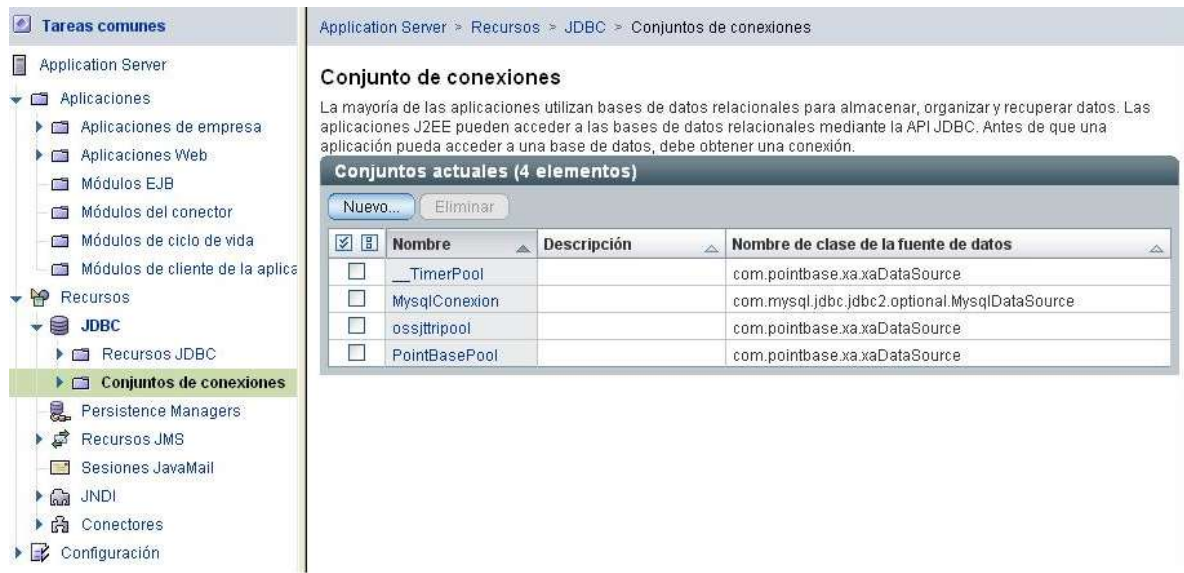 Tareas comunes
Application Server
Aplicaciones
Aplicaciones de empresa
Aplicaciones Web
Módulos EJB
Módulos del conector
Módulos de ciclo de vida
Módulos de cliente de la aplica
Recursos
JDBC
Recursos JDBC
Conjuntos de conexiones
Persistence Managers
Recursos JMS
Sesiones JavaMail
JNDI
Conectores
Configuración
Application Server > Recursos > JDBC > Conjuntos de conexiones
Conjunto de conexiones
La mayoría de las aplicaciones utilizan bases de datos relacionales para almacenar, organizar y recuperar datos. Las
aplicaciones J2EE pueden acceder a las bases de datos relacionales mediante la API JDBC. Antes de que una
aplicación pueda acceder a una base de datos, debe obtener una conexión.
Conjuntos actuales (4 elementos)
Nuevo... Eliminar
Nombre Descripción Nombre de clase de la fuente de datos
__TimerPool com.pointbase.xa.xaDataSource
MysqlConexion com.mysql.jdbc.jdbc2.optional.MysqlDataSource
ossjttripool com.pointbase.xa.xaDataSource
PointBasePool com.pointbase.xa.xaDataSource